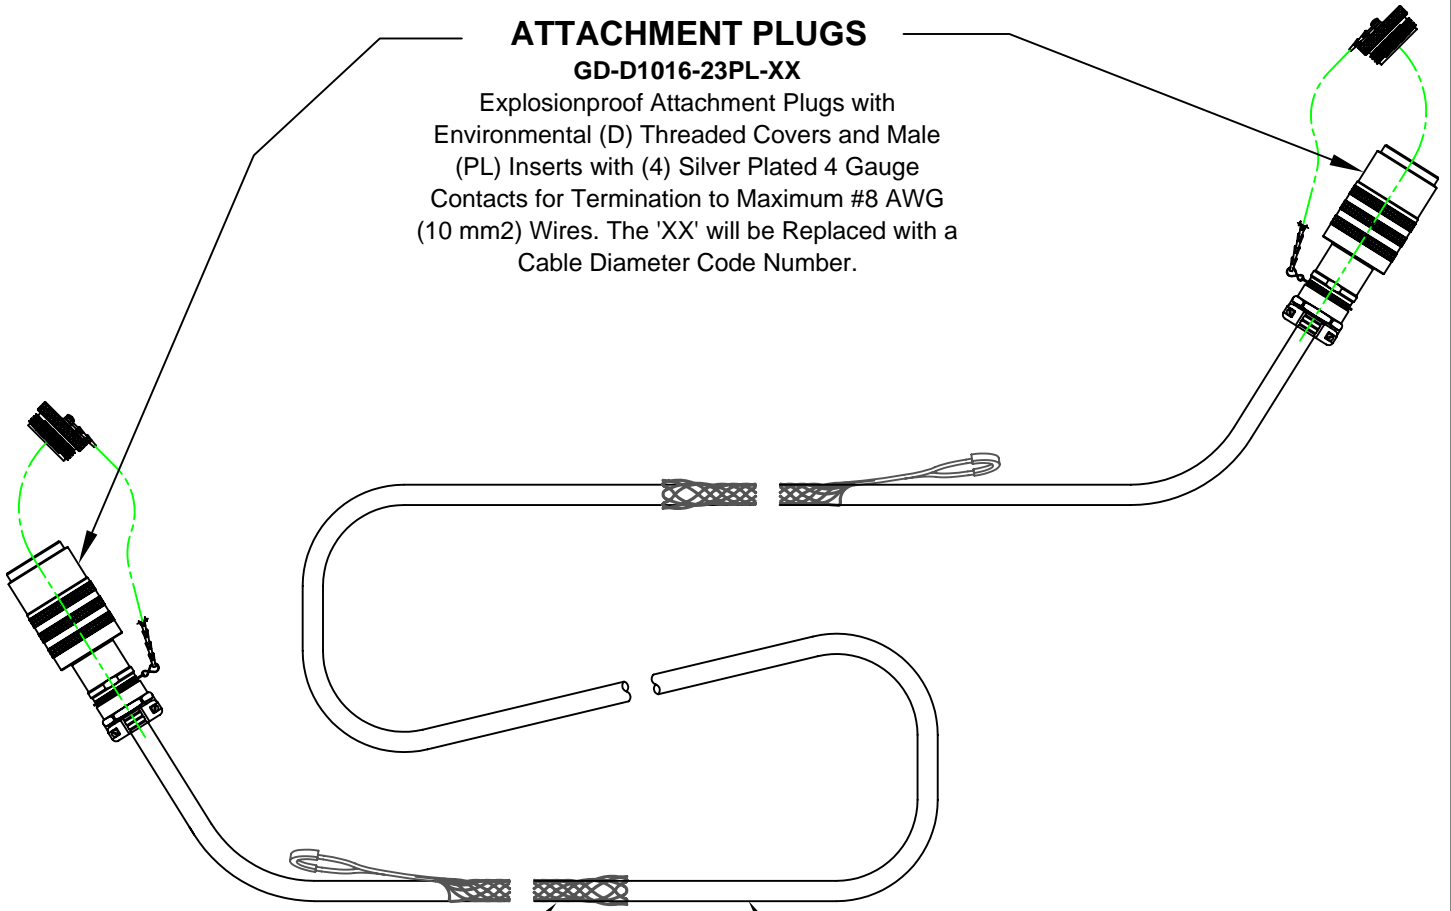 ATTACHMENT PLUGS
GD-D1016-23PL-XX
Explosionproof Attachment Plugs with
Environmental (D) Threaded Covers and Male
(PL) Inserts with (4) Silver Plated 4 Gauge
Contacts for Termination to Maximum #8 AWG
(10 mm2) Wires. The 'XX' will be Replaced with a
Cable Diameter Code Number.